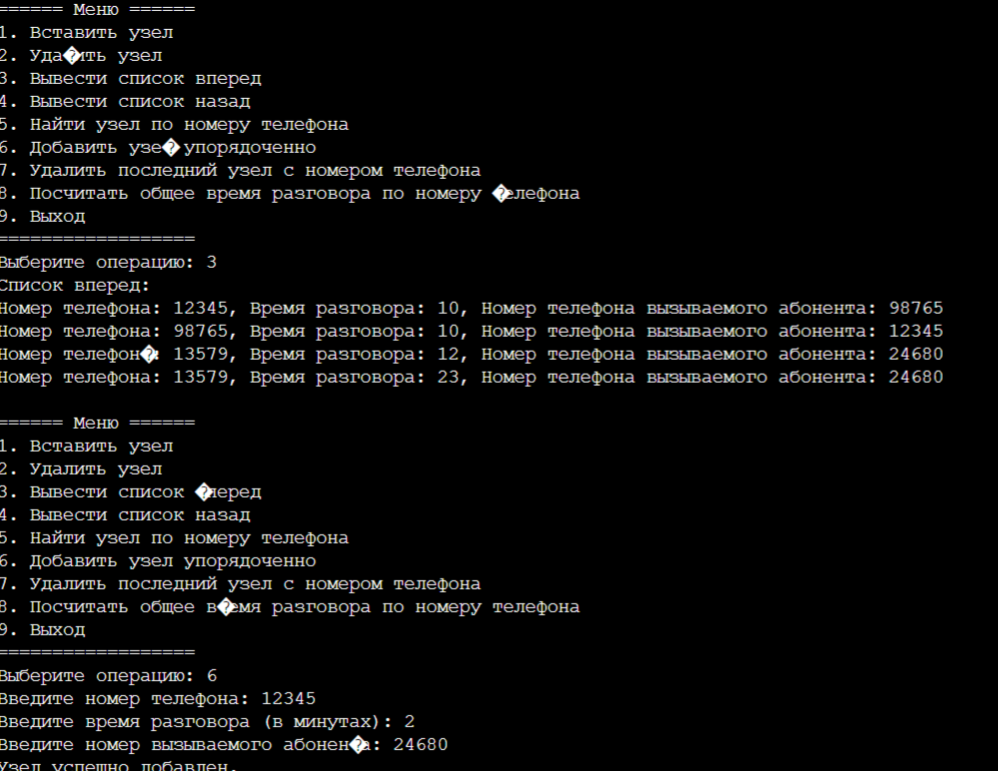 ====== Меню ======
1. Вставить узел
2. Уда�ить узел
3. Вывести список вперед
4. Вывести список назад
5. Найти узел по номеру телефона
6. Добавить узе� упорядоченно
7. Удалить последний узел с номером телефона
8. Посчитать общее время разговора по номеру �елефона
9. Выход
==================
Выберите операцию: 3
Список вперед:
Номер телефона: 12345, Время разговора: 10, Номер телефона вызываемого абонента: 98765
Номер телефона: 98765, Время разговора: 10, Номер телефона вызываемого абонента: 12345
Номер телефон�: 13579, Время разговора: 12, Номер телефона вызываемого абонента: 24680
Номер телефона: 13579, Время разговора: 23, Номер телефона вызываемого абонента: 24680
====== Меню ======
1. Вставить узел
2. Удалить узел
3. Вывести список �перед
4. Вывести список назад
5. Найти узел по номеру телефона
6. Добавить узел упорядоченно
7. Удалить последний узел с номером телефона
8. Посчитать общее в�емя разговора по номеру телефона
9. Выход
==================
Выберите операцию: 6
Введите номер телефона: 12345
Введите время разговора (в минутах): 2
Введите номер вызываемого абонен�а: 24680
Узел успешно добавлен.